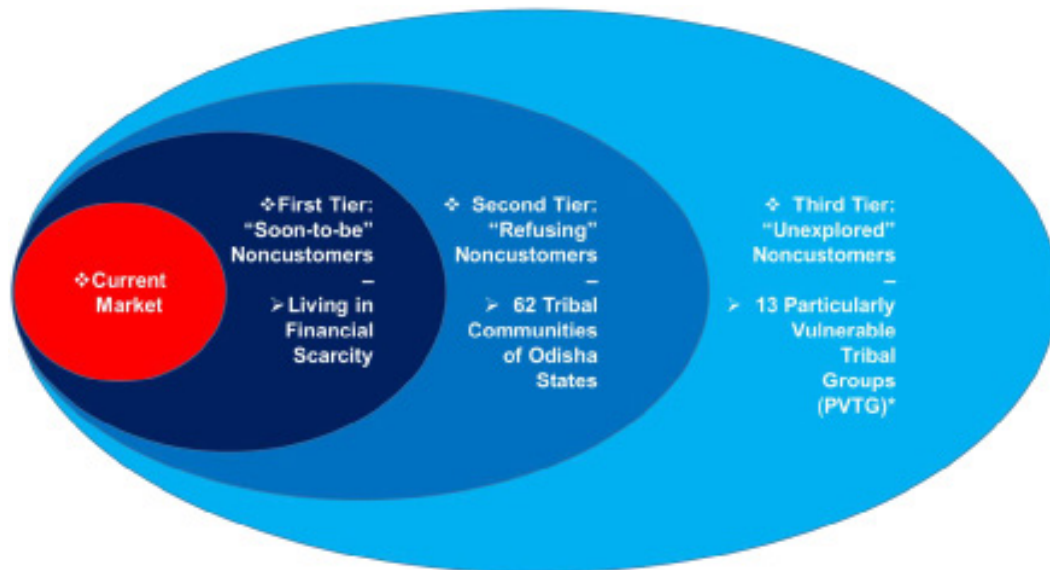 ❖Current
Market
❖First Tier:
“Soon-to-be”
Noncustomers
–
➢Living in
Financial
Scarcity
❖ Second Tier:
“Refusing”
Noncustomers
–
➢ 62 Tribal
Communities
of Odisha
States
❖ Third Tier:
“Unexplored”
Noncustomers
–
➢ 13 Particularly
Vulnerable
Tribal
Groups
(PVTG)*